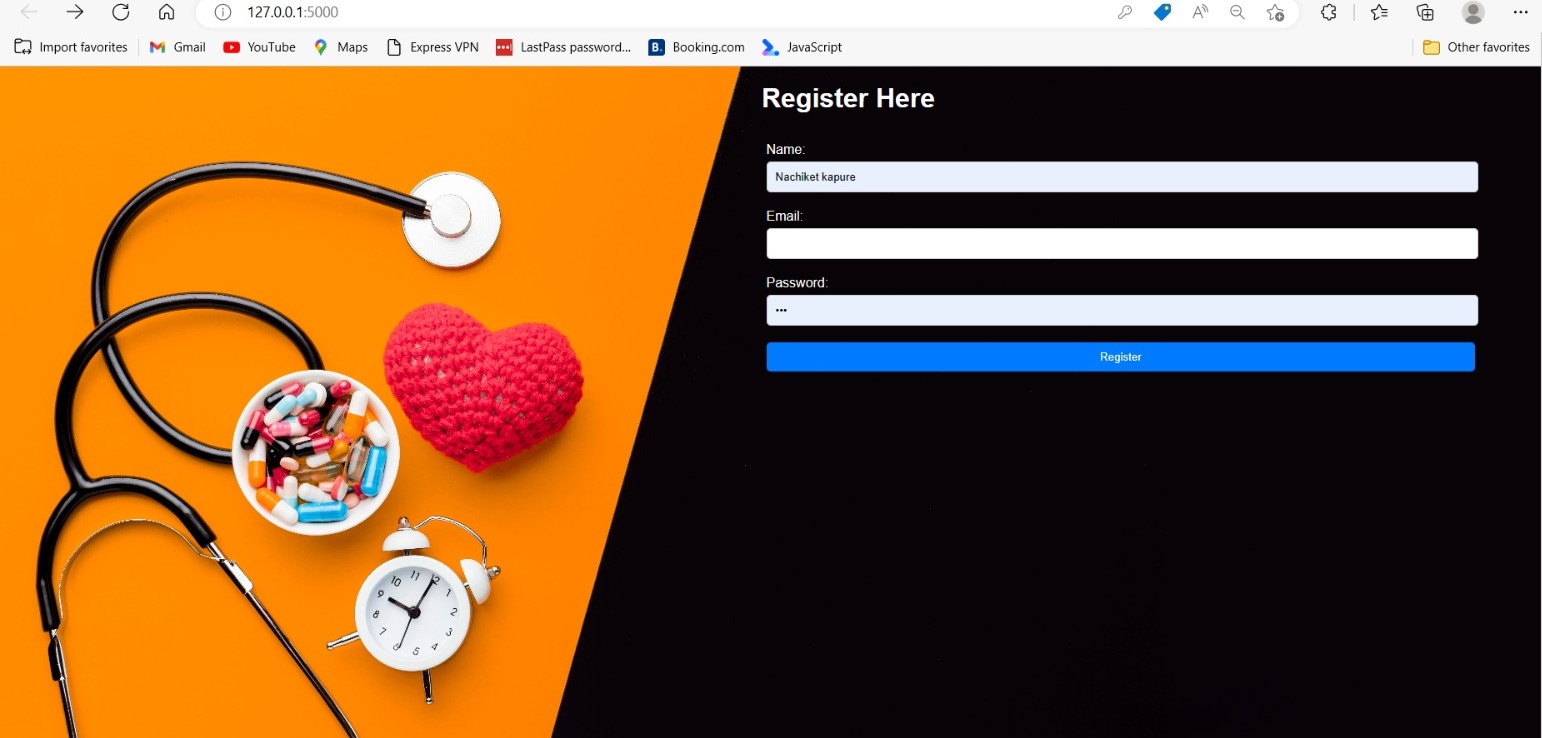 127.0.0.1:5000
Import favorites Gmail YouTube Maps Express VPN LastPass password... B. Booking.com JavaScript Other favorites
Register Here
Name:
Nachiket kapure
Email:
Password:
•••
Register
12
1
2
3
4
5
6
7
8
9
10
11